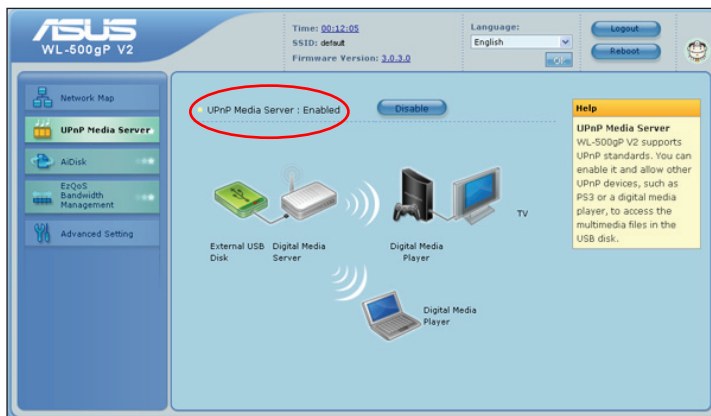 ASUS
WL-500gP V2
Time: 00:12:05
SSID: default
Firmware Version: 3.0.3.0
Language:
English
OK
Logout
Reboot
Network Map
UPnP Media Server
AiDisk
EzQoS
Bandwidth
Management
Advanced Setting
UPnP Media Server : Enabled
Disable
External USB
Disk
Digital Media
Server
Digital Media
Player
TV
Digital Media
Player
Help
UPnP Media Server
WL-500gP V2 supports
UPnP standards. You can
enable it and allow other
UPnP devices, such as
PS3 or a digital media
player, to access the
multimedia files in the
USB disk.